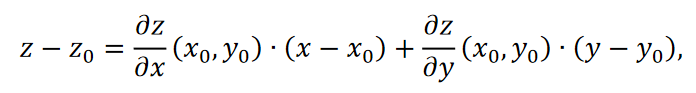 z − z₀ = ∂z/∂x (x₀, y₀) · (x − x₀) + ∂z/∂y (x₀, y₀) · (y − y₀),